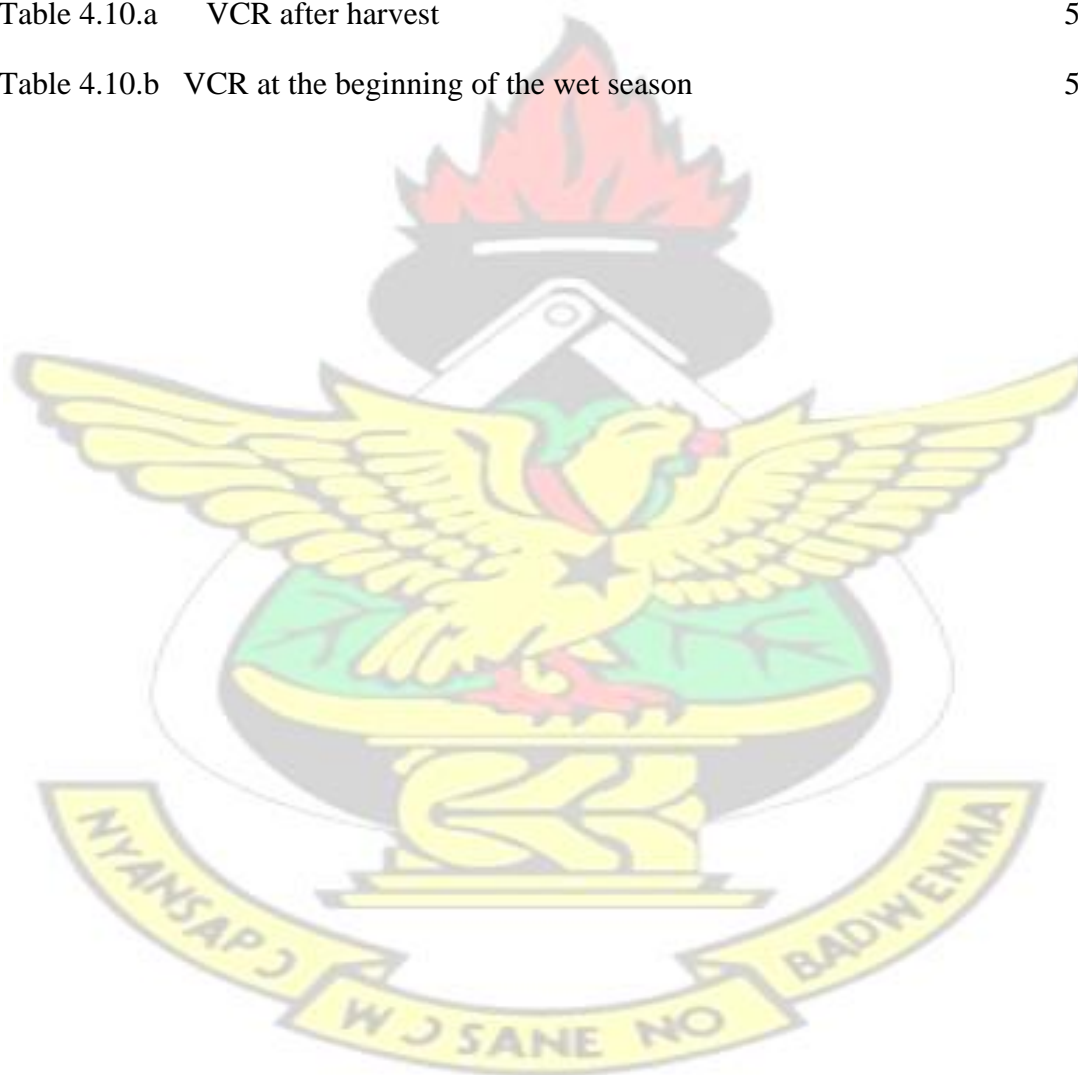 Table 4.10.a VCR after harvest 5
Table 4.10.b VCR at the beginning of the wet season 5
NYANSAPƆ WƆSANE NO BADWENMA